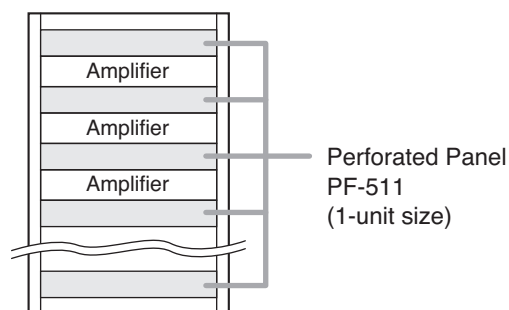 Amplifier
Amplifier
Amplifier
Perforated Panel
PF-511
(1-unit size)